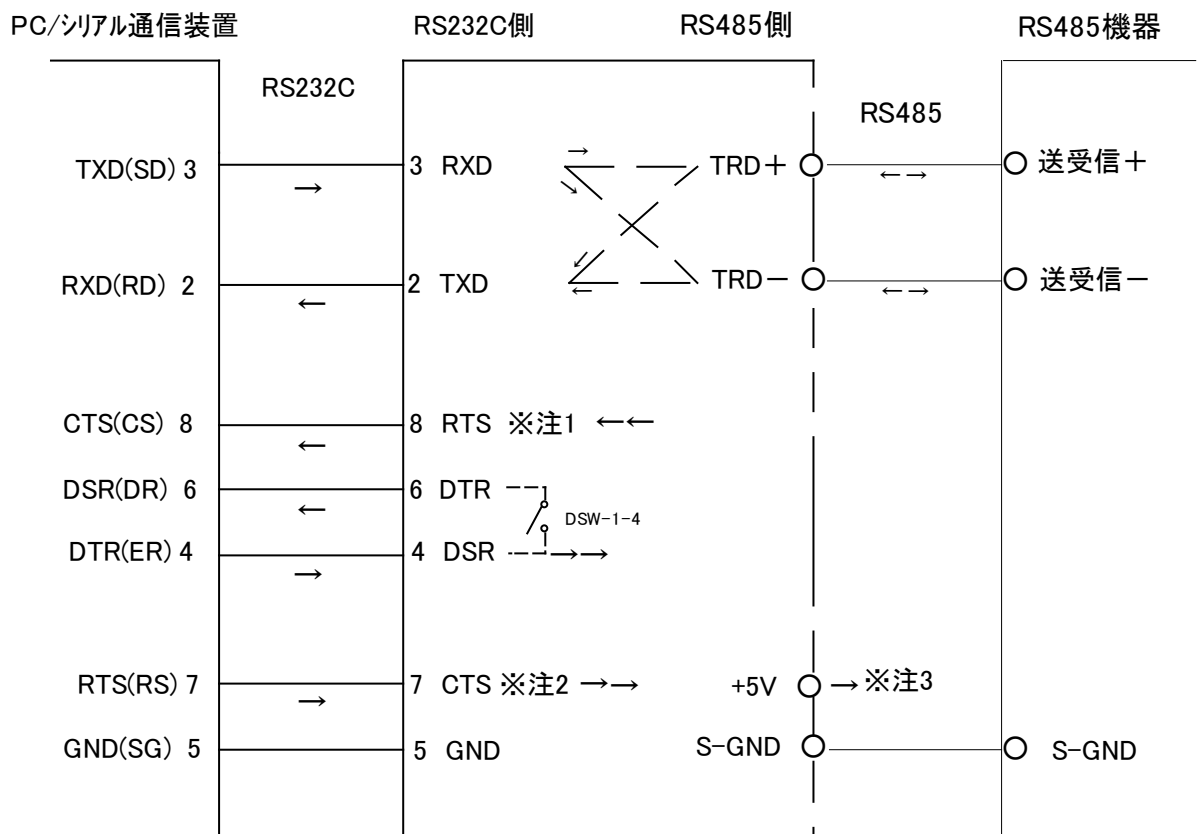 PC/シリアル通信装置 RS232C側 RS485側 RS485機器
RS232C
RS485
TXD(SD) 3 → 3 RXD → ↘ TRD+ ←→ 送受信+
RXD(RD) 2 ← 2 TXD ↙ ← TRD− ←→ 送受信−
CTS(CS) 8 ← 8 RTS ※注1 ←←
DSR(DR) 6 ← 6 DTR
DSW-1-4
DTR(ER) 4 → 4 DSR →→
RTS(RS) 7 → 7 CTS ※注2 →→ +5V → ※注3
GND(SG) 5 5 GND S-GND S-GND